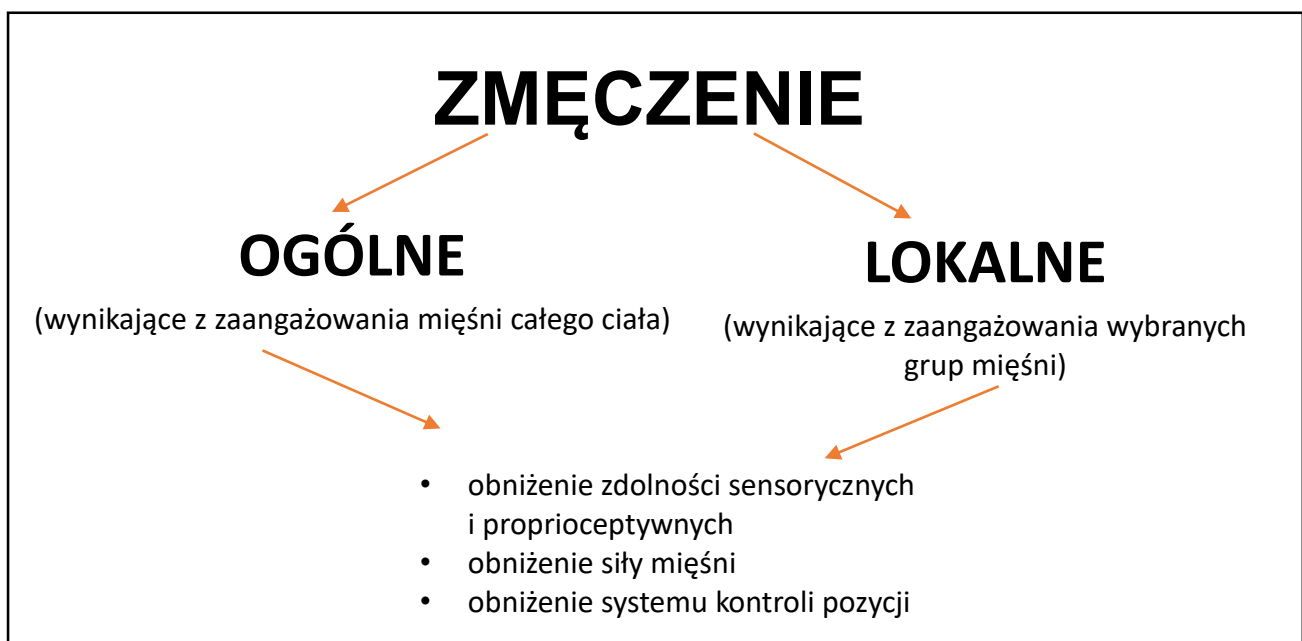 ZMĘCZENIE
OGÓLNE
(wynikające z zaangażowania mięśni całego ciała)
LOKALNE
(wynikające z zaangażowania wybranych
grup mięśni)
• obniżenie zdolności sensorycznych
i proprioceptywnych
• obniżenie siły mięśni
• obniżenie systemu kontroli pozycji